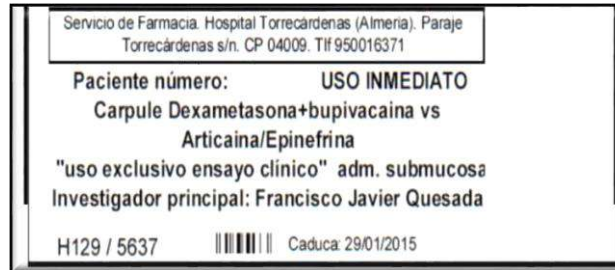 Servicio de Farmacia. Hospital Torrecárdenas (Almeria). Paraje
Torrecárdenas s/n. CP 04009. Tlf 950016371
Paciente número: USO INMEDIATO
Carpule Dexametasona+bupivacaina vs
Articaina/Epinefrina
"uso exclusivo ensayo clínico" adm. submucosa
Investigador principal: Francisco Javier Quesada
H129 / 5637 Caduca: 29/01/2015